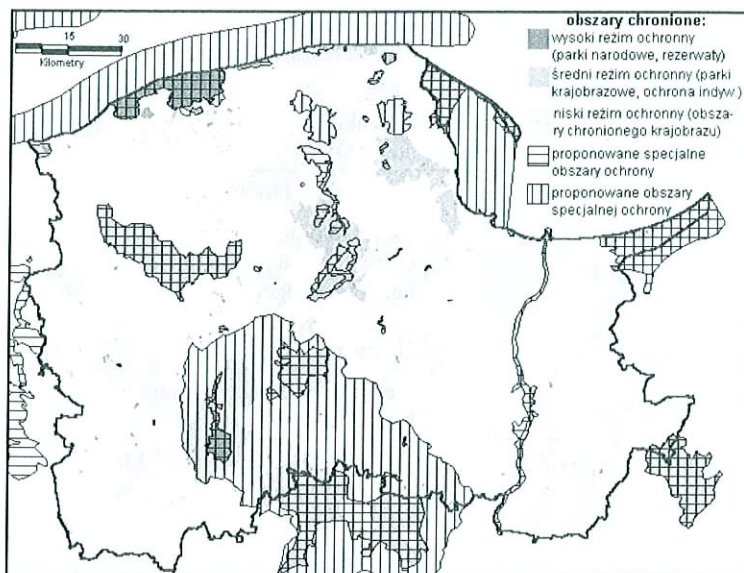 obszary chronione:
wysoki reżim ochronny
(parki narodowe, rezerwaty)
średni reżim ochronny (parki
krajobrazowe, ochrona indyw.)
niski reżim ochronny (obsza-
ry chronionego krajobrazu)
proponowane specjalne
obszary ochrony
proponowane obszary
specjalnej ochrony
15 30
Kilometry